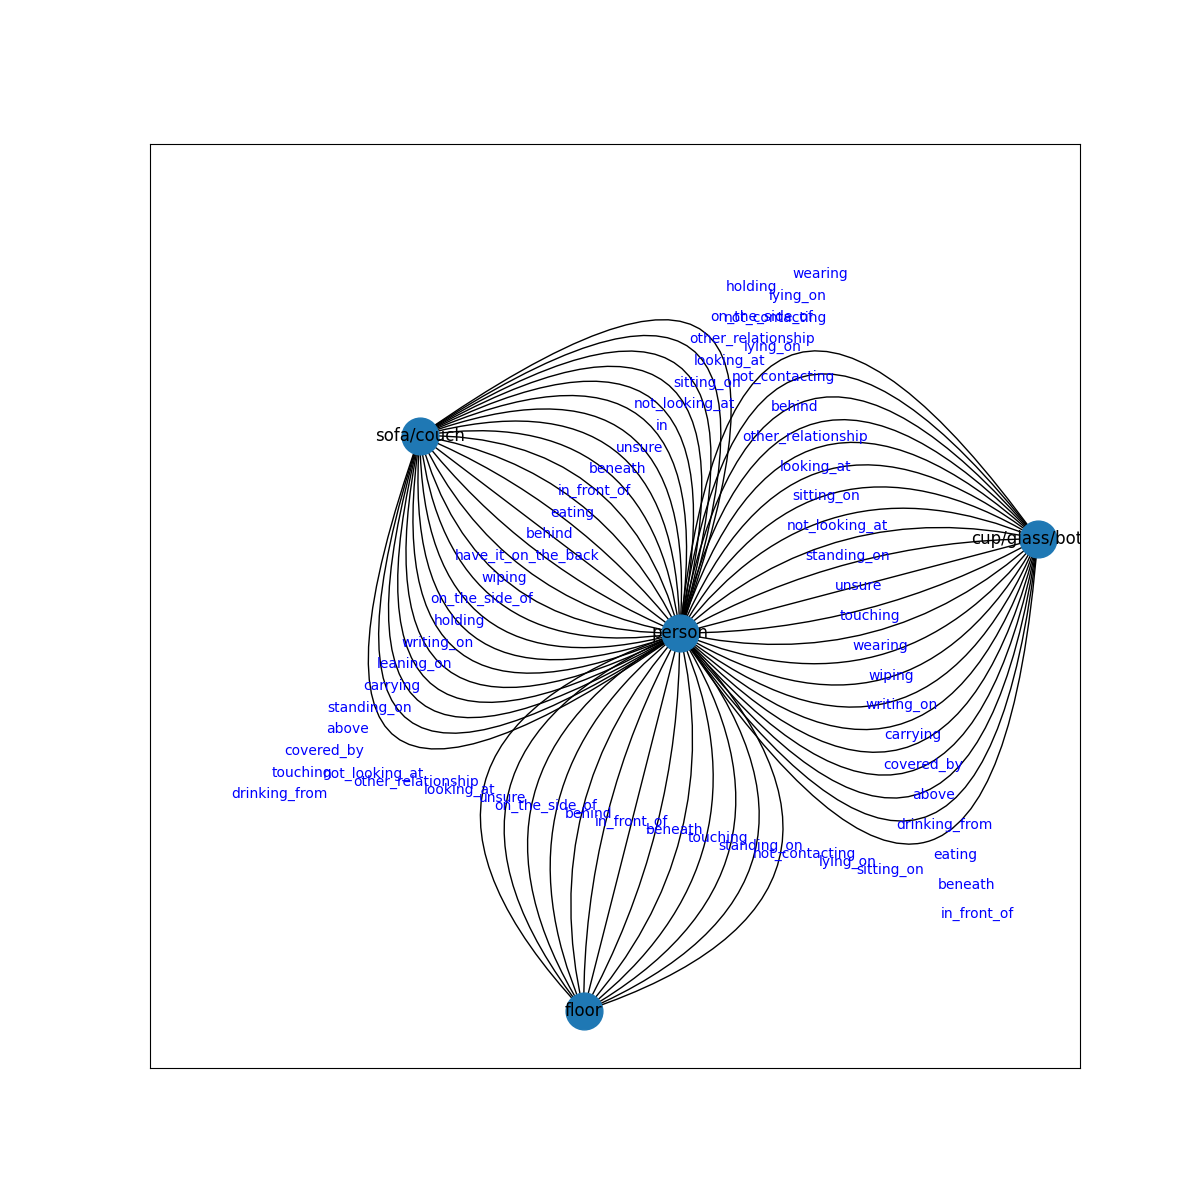 wearing
holding
lying_on
on_the_side_of
not_contacting
other_relationship
lying_on
looking_at
not_contacting
sitting_on
not_looking_at
behind
in
other_relationship
unsure
looking_at
beneath
in_front_of
sitting_on
eating
not_looking_at
behind
have_it_on_the_back
standing_on
wiping
unsure
on_the_side_of
touching
holding
writing_on
wearing
leaning_on
wiping
carrying
writing_on
standing_on
above
carrying
covered_by
covered_by
touching
not_looking_at
other_relationship
looking_at
drinking_from
above
unsure
on_the_side_of
behind
in_front_of
drinking_from
beneath
touching
standing_on
not_contacting
eating
lying_on
sitting_on
beneath
in_front_of
sofa/couch
cup/glass/bot
person
floor